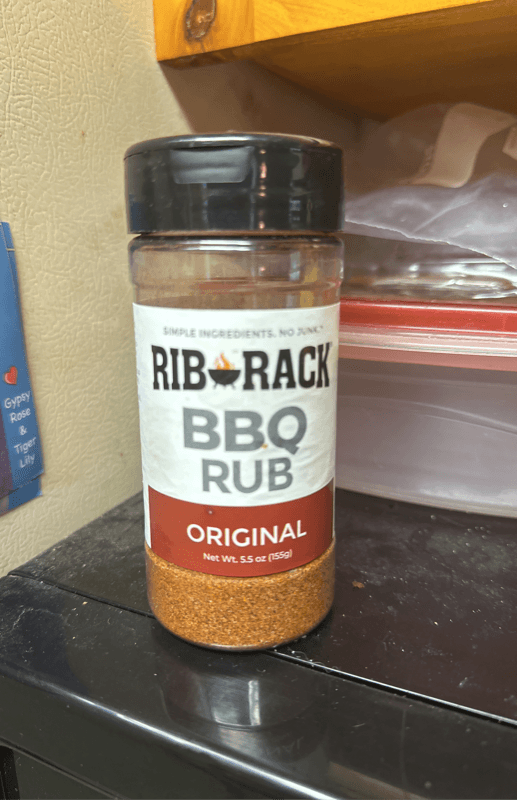 SIMPLE INGREDIENTS. NO JUNK.
RIB RACK
BBQ
RUB
ORIGINAL
Net Wt. 5.5 oz (155g)
Gypsy
Rose
&
Tiger
Lily